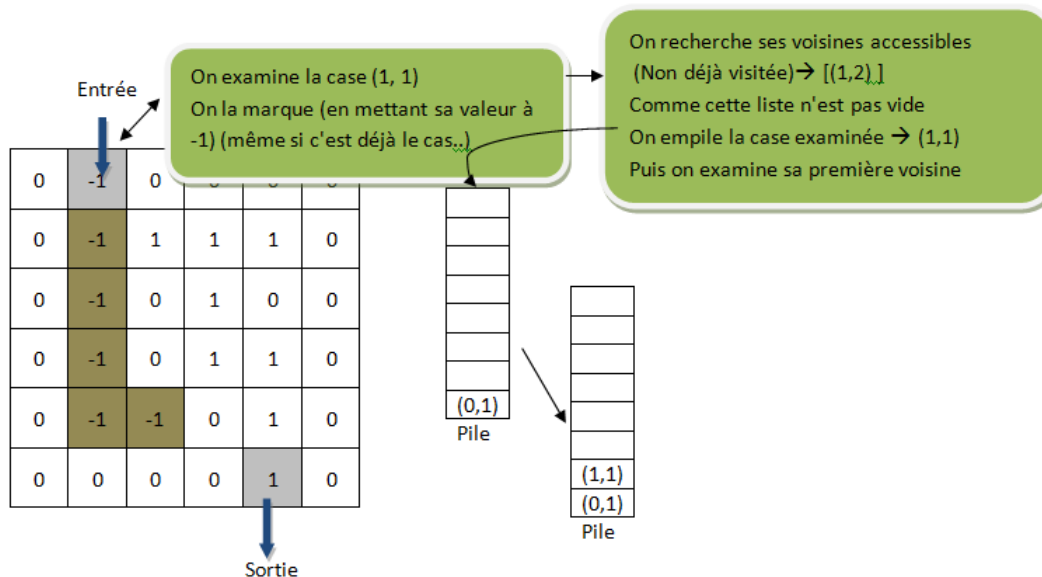 On examine la case (1, 1)
On la marque (en mettant sa valeur à
-1) (même si c'est déjà le cas..)
On recherche ses voisines accessibles
(Non déjà visitée)→ [(1,2) ]
Comme cette liste n'est pas vide
On empile la case examinée → (1,1)
Puis on examine sa première voisine
Entrée
0 -1 0 0 0 0
0 -1 1 1 1 0
0 -1 0 1 0 0
0 -1 0 1 1 0
0 -1 -1 0 1 0
0 0 0 0 1 0
Sortie
(0,1)
Pile
(1,1)
(0,1)
Pile